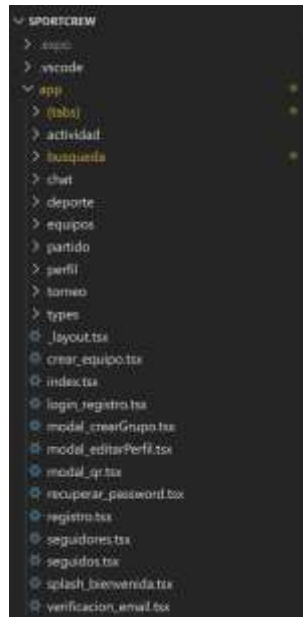 SPORTCREW
.expo
.vscode
app
(tabs)
actividad
busqueda
chat
deporte
equipos
partido
perfil
torneo
types
_layout.tsx
crear_equipo.tsx
index.tsx
login_registro.tsx
modal_crearGrupo.tsx
modal_editarPerfil.tsx
modal_qr.tsx
recuperar_password.tsx
registro.tsx
seguidores.tsx
seguidos.tsx
splash_bienvenida.tsx
verificacion_email.tsx